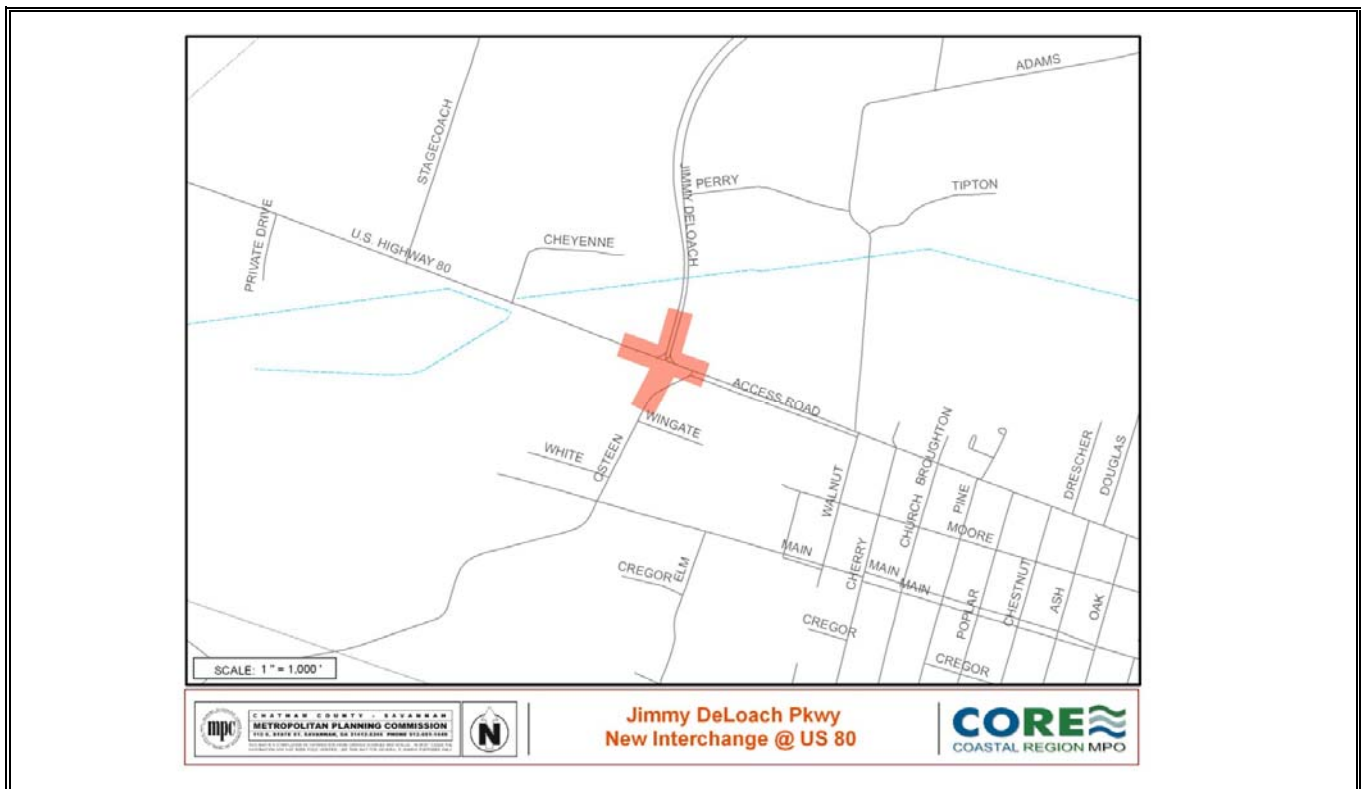 ADAMS
STAGECOACH
JIMMY DELOACH
PERRY
TIPTON
PRIVATE DRIVE
U.S. HIGHWAY 80
CHEYENNE
ACCESS ROAD
WINGATE
WHITE
OSTEEN
WALNUT
CHERRY
CHURCH
BROUGHTON
PINE
DRESCHER
DOUGLAS
MOORE
MAIN
MAIN
MAIN
CREGOR
ELM
CREGOR
POPLAR
CHESTNUT
ASH
OAK
CREGOR
SCALE: 1 " = 1,000 '
mpc
CHATHAM COUNTY - SAVANNAH
METROPOLITAN PLANNING COMMISSION
N
Jimmy DeLoach Pkwy
New Interchange @ US 80
CORE
COASTAL REGION MPO